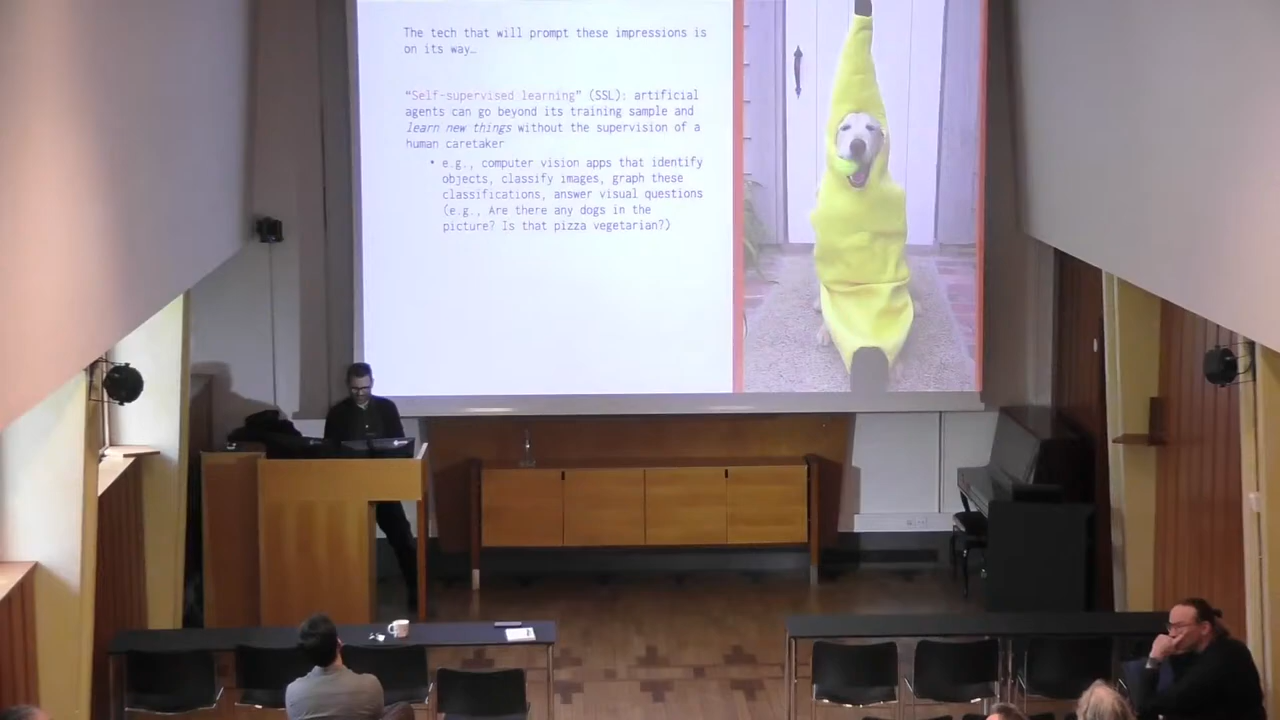 The tech that will prompt these impressions is
on its way…
“Self-supervised learning” (SSL): artificial
agents can go beyond its training sample and
learn new things without the supervision of a
human caretaker
• e.g., computer vision apps that identify
objects, classify images, graph these
classifications, answer visual questions
(e.g., Are there any dogs in the
picture? Is that pizza vegetarian?)